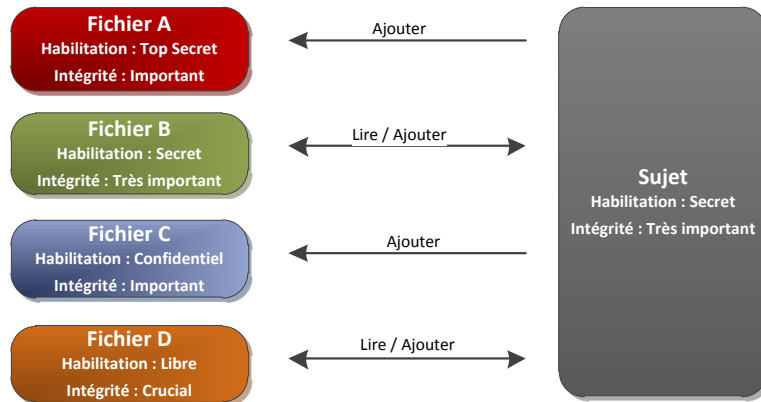 Fichier A
Habilitation : Top Secret
Intégrité : Important
Ajouter
Fichier B
Habilitation : Secret
Intégrité : Très important
Lire / Ajouter
Fichier C
Habilitation : Confidentiel
Intégrité : Important
Ajouter
Fichier D
Habilitation : Libre
Intégrité : Crucial
Lire / Ajouter
Sujet
Habilitation : Secret
Intégrité : Très important